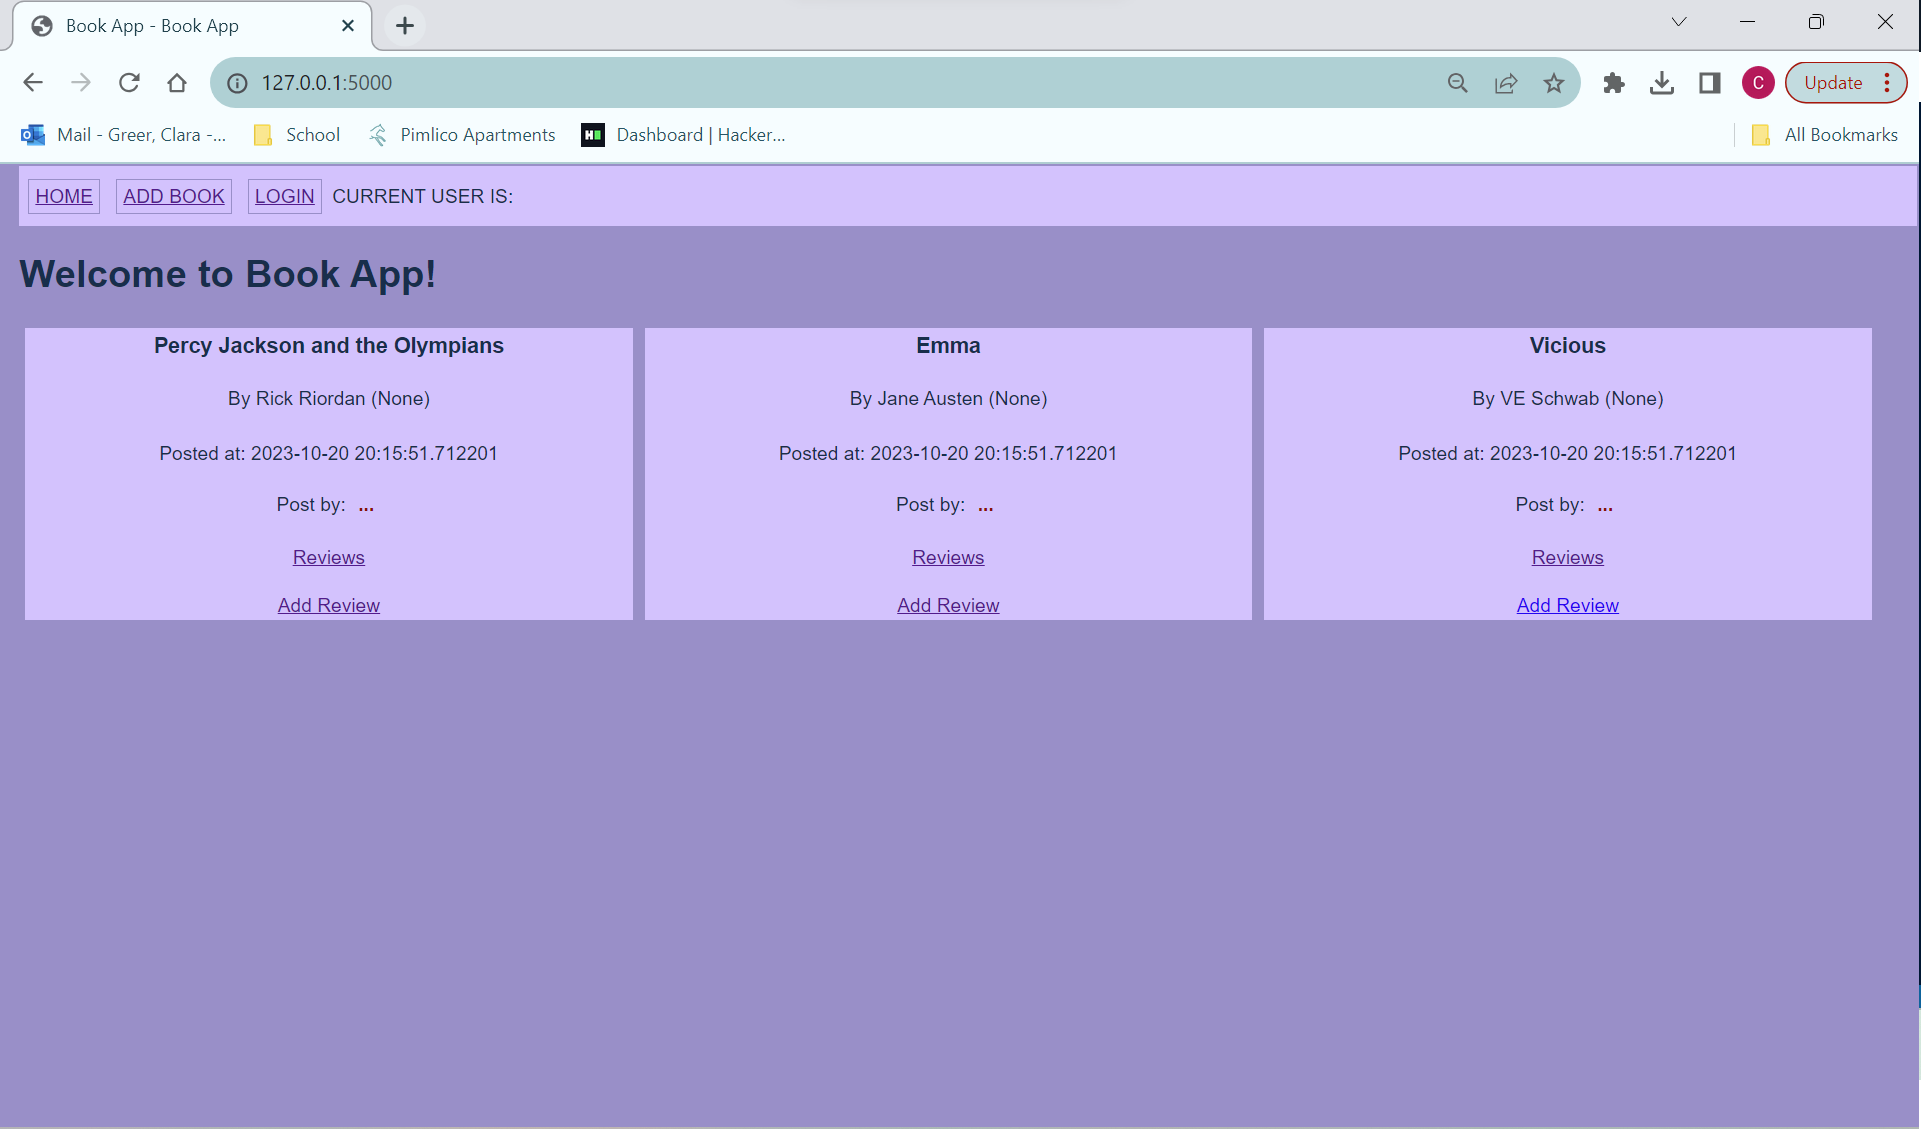 Book App - Book App
127.0.0.1:5000
C
Update
Mail - Greer, Clara -...
School
Pimlico Apartments
Dashboard | Hacker...
All Bookmarks
HOME ADD BOOK LOGIN CURRENT USER IS:
Welcome to Book App!
Percy Jackson and the Olympians
By Rick Riordan (None)
Posted at: 2023-10-20 20:15:51.712201
Post by: ...
Reviews
Add Review
Emma
By Jane Austen (None)
Posted at: 2023-10-20 20:15:51.712201
Post by: ...
Reviews
Add Review
Vicious
By VE Schwab (None)
Posted at: 2023-10-20 20:15:51.712201
Post by: ...
Reviews
Add Review